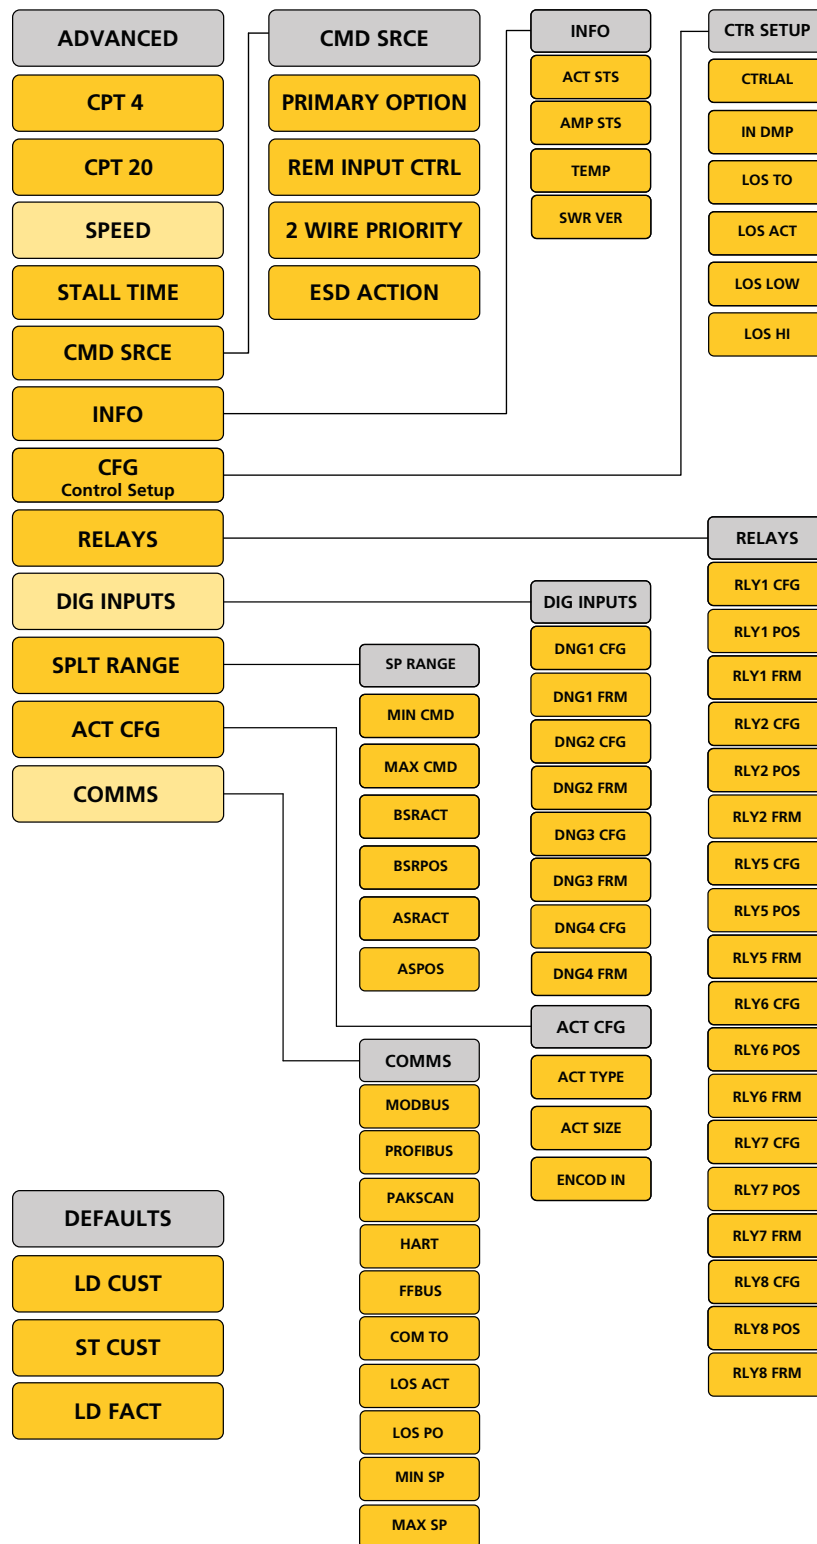 ADVANCED
CPT 4
CPT 20
SPEED
STALL TIME
CMD SRCE
INFO
CFG
Control Setup
RELAYS
DIG INPUTS
SPLT RANGE
ACT CFG
COMMS
CMD SRCE
PRIMARY OPTION
REM INPUT CTRL
2 WIRE PRIORITY
ESD ACTION
INFO
ACT STS
AMP STS
TEMP
SWR VER
CTR SETUP
CTRLAL
IN DMP
LOS TO
LOS ACT
LOS LOW
LOS HI
RELAYS
RLY1 CFG
RLY1 POS
RLY1 FRM
RLY2 CFG
RLY2 POS
RLY2 FRM
RLY5 CFG
RLY5 POS
RLY5 FRM
RLY6 CFG
RLY6 POS
RLY6 FRM
RLY7 CFG
RLY7 POS
RLY7 FRM
RLY8 CFG
RLY8 POS
RLY8 FRM
DIG INPUTS
DNG1 CFG
DNG1 FRM
DNG2 CFG
DNG2 FRM
DNG3 CFG
DNG3 FRM
DNG4 CFG
DNG4 FRM
SP RANGE
MIN CMD
MAX CMD
BSRACT
BSRPOS
ASRACT
ASPOS
ACT CFG
ACT TYPE
ACT SIZE
ENCOD IN
COMMS
MODBUS
PROFIBUS
PAKSCAN
HART
FFBUS
COM TO
LOS ACT
LOS PO
MIN SP
MAX SP
DEFAULTS
LD CUST
ST CUST
LD FACT